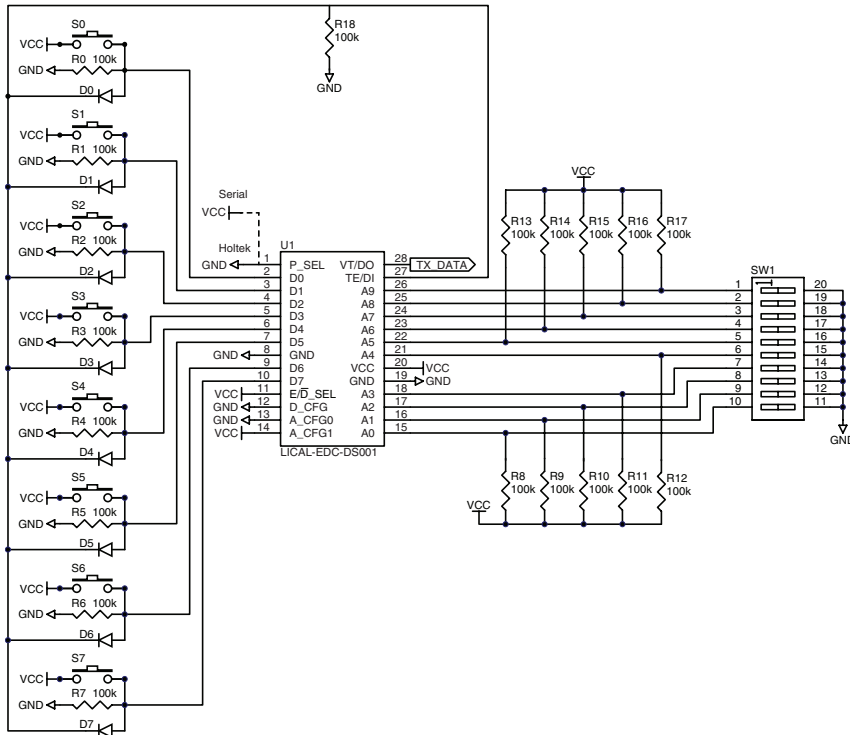 R18
100k
GND
S0
VCC
R0 100k
GND
D0
S1
VCC
R1 100k
GND
D1
S2
VCC
R2 100k
GND
D2
S3
VCC
R3 100k
GND
D3
S4
VCC
R4 100k
GND
D4
S5
VCC
R5 100k
GND
D5
S6
VCC
R6 100k
GND
D6
S7
VCC
R7 100k
GND
D7
Serial
VCC
Holtek
GND
VCC
R13 100k
R14 100k
R15 100k
R16 100k
R17 100k
U1
1 P_SEL VT/DO 28 TX_DATA
2 D0 TE/DI 27
3 D1 A9 26
4 D2 A8 25
5 D3 A7 24
6 D4 A6 23
7 D5 A5 22
GND 8 GND A4 21
9 D6 VCC 20 VCC
10 D7 GND 19 GND
VCC 11 E/D_SEL A3 18
GND 12 D_CFG A2 17
GND 13 A_CFG0 A1 16
VCC 14 A_CFG1 A0 15
LICAL-EDC-DS001
SW1
1 20
2 19
3 18
4 17
5 16
6 15
7 14
8 13
9 12
10 11
GND
R8 100k
R9 100k
R10 100k
R11 100k
R12 100k
VCC